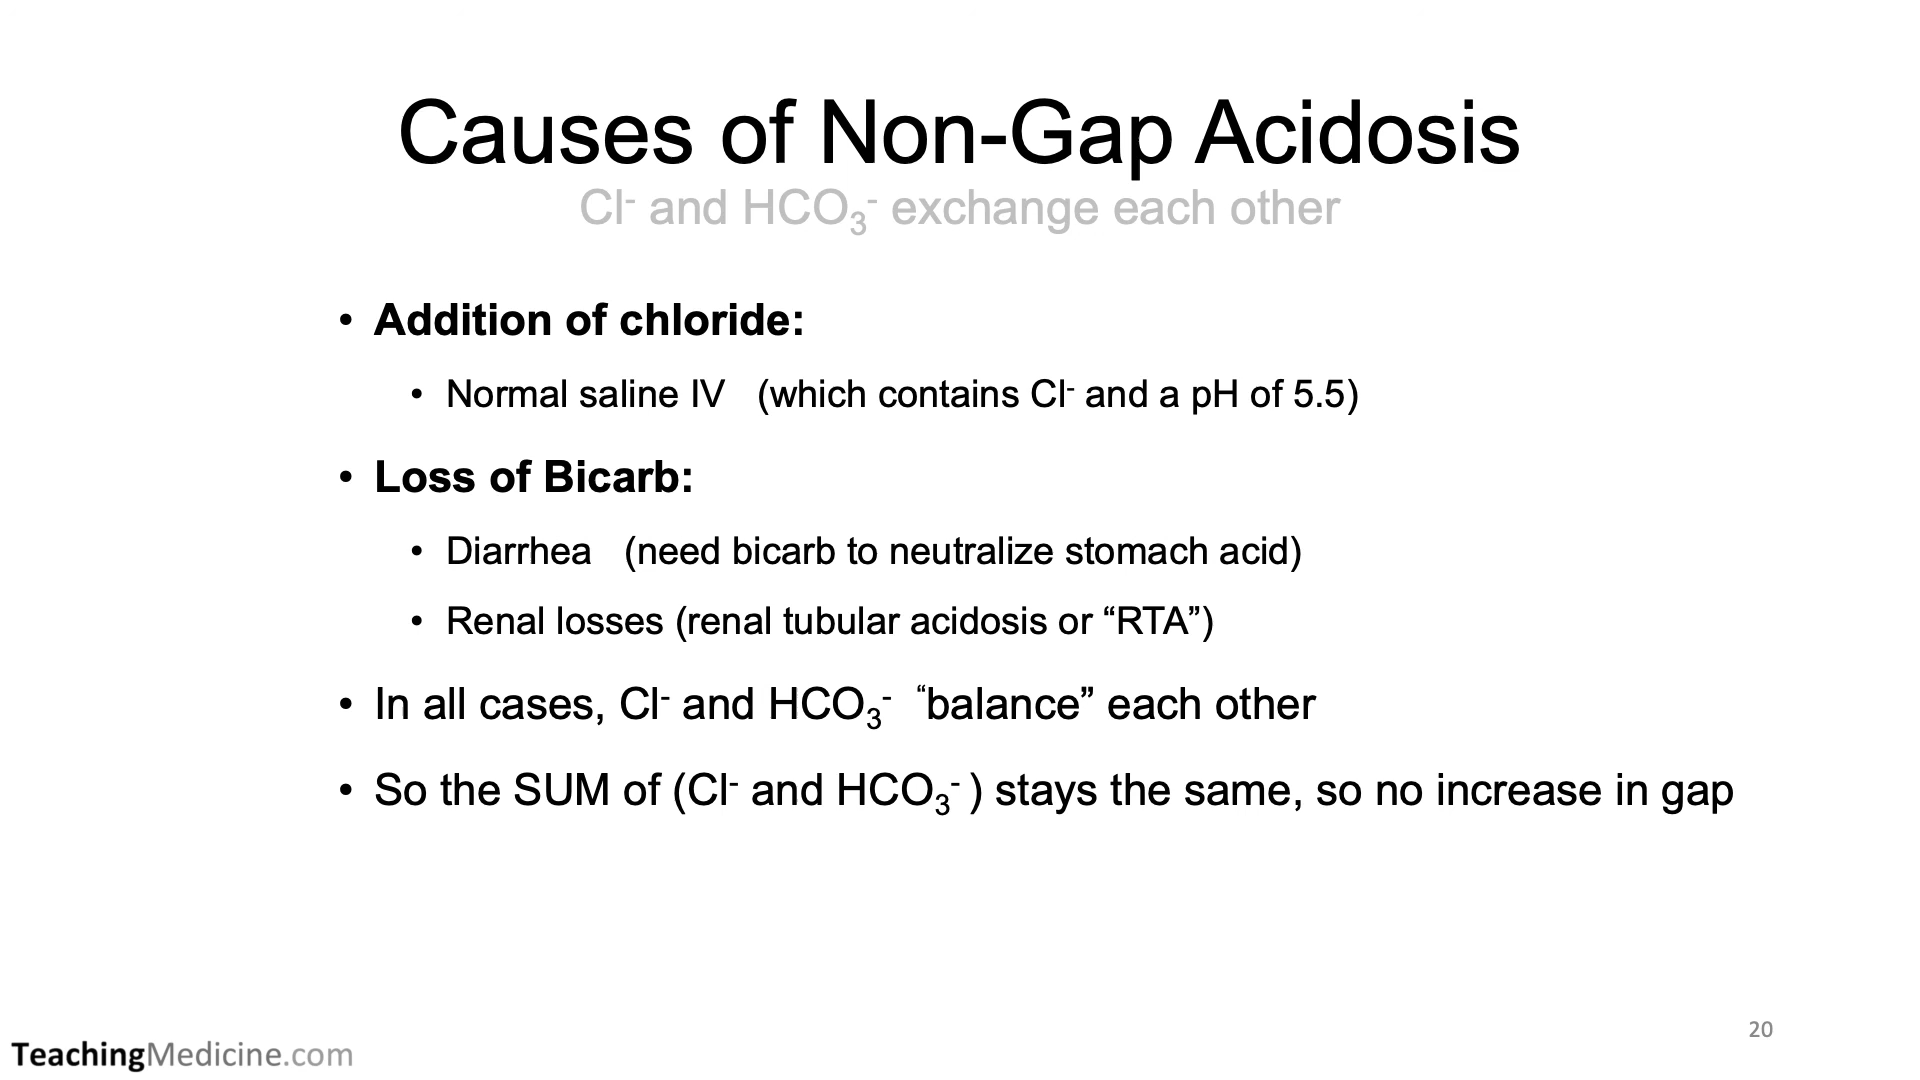 Causes of Non-Gap Acidosis
Cl⁻ and HCO₃⁻ exchange each other
• Addition of chloride:
• Normal saline IV (which contains Cl⁻ and a pH of 5.5)
• Loss of Bicarb:
• Diarrhea (need bicarb to neutralize stomach acid)
• Renal losses (renal tubular acidosis or “RTA”)
• In all cases, Cl⁻ and HCO₃⁻ “balance” each other
• So the SUM of (Cl⁻ and HCO₃⁻ ) stays the same, so no increase in gap
20
TeachingMedicine.com